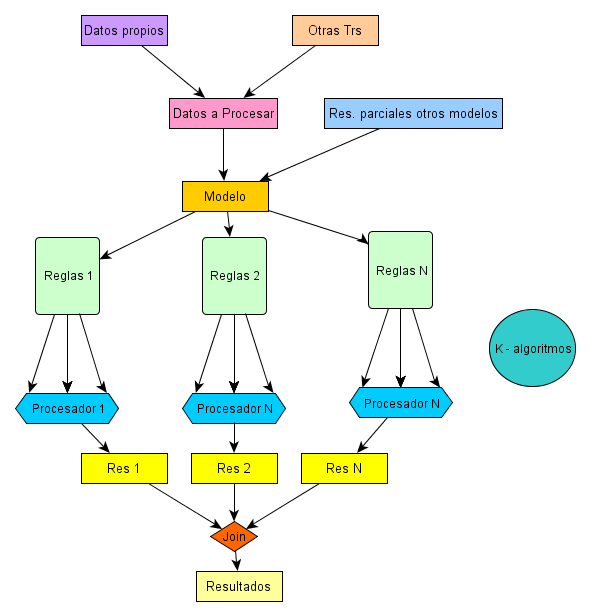 Datos propios
Otras Trs
Datos a Procesar
Res. parciales otros modelos
Modelo
Reglas 1
Reglas 2
Reglas N
K - algoritmos
Procesador 1
Procesador N
Procesador N
Res 1
Res 2
Res N
Join
Resultados